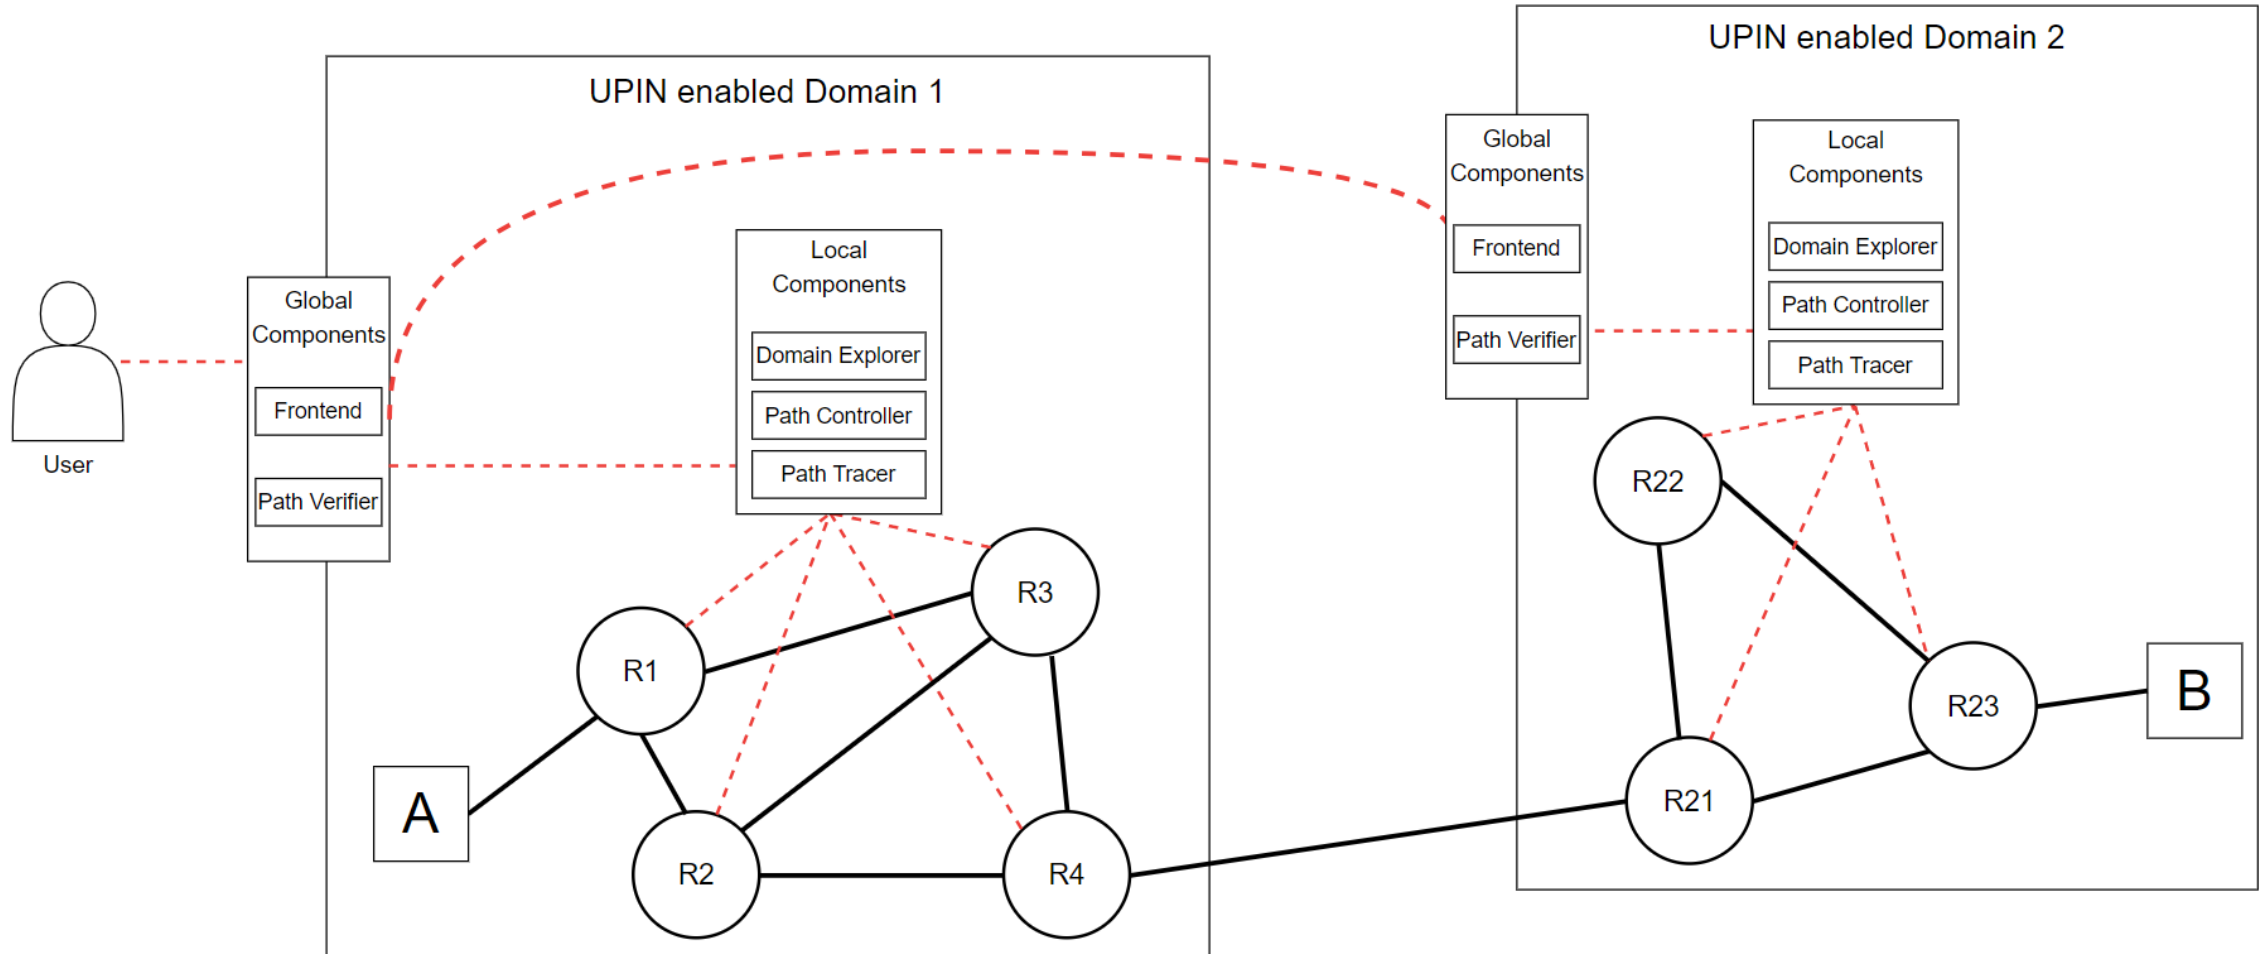 UPIN enabled Domain 1
User
Global
Components
Frontend
Path Verifier
Local
Components
Domain Explorer
Path Controller
Path Tracer
R1
R3
R2
R4
A
UPIN enabled Domain 2
Global
Components
Frontend
Path Verifier
Local
Components
Domain Explorer
Path Controller
Path Tracer
R22
R23
R21
B